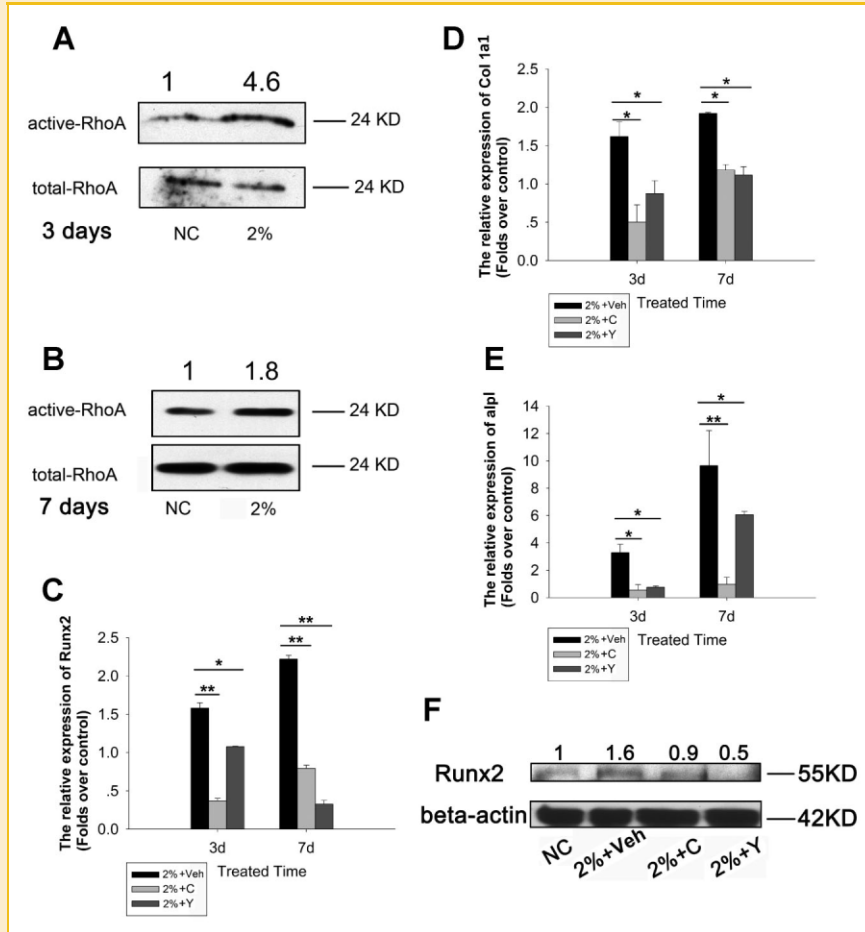 A
1 4.6
active-RhoA
24 KD
total-RhoA
24 KD
3 days
NC 2%
B
1 1.8
active-RhoA
24 KD
total-RhoA
24 KD
7 days
NC 2%
C
The relative expression of Runx2
(Folds over control)
2.5
2.0
1.5
1.0
.5
0.0
*
**
**
**
3d 7d
Treated Time
2%+Veh
2%+C
2%+Y
D
The relative expression of Col 1a1
(Folds over control)
2.5
2.0
1.5
1.0
.5
0.0
*
*
*
*
3d 7d
Treated Time
2%+Veh
2%+C
2%+Y
E
The relative expression of alpl
(Folds over control)
14
12
10
8
6
4
2
0
*
*
*
**
3d 7d
Treated Time
2%+Veh
2%+C
2%+Y
F
1 1.6 0.9 0.5
Runx2
55KD
beta-actin
42KD
NC 2%+Veh 2%+C 2%+Y